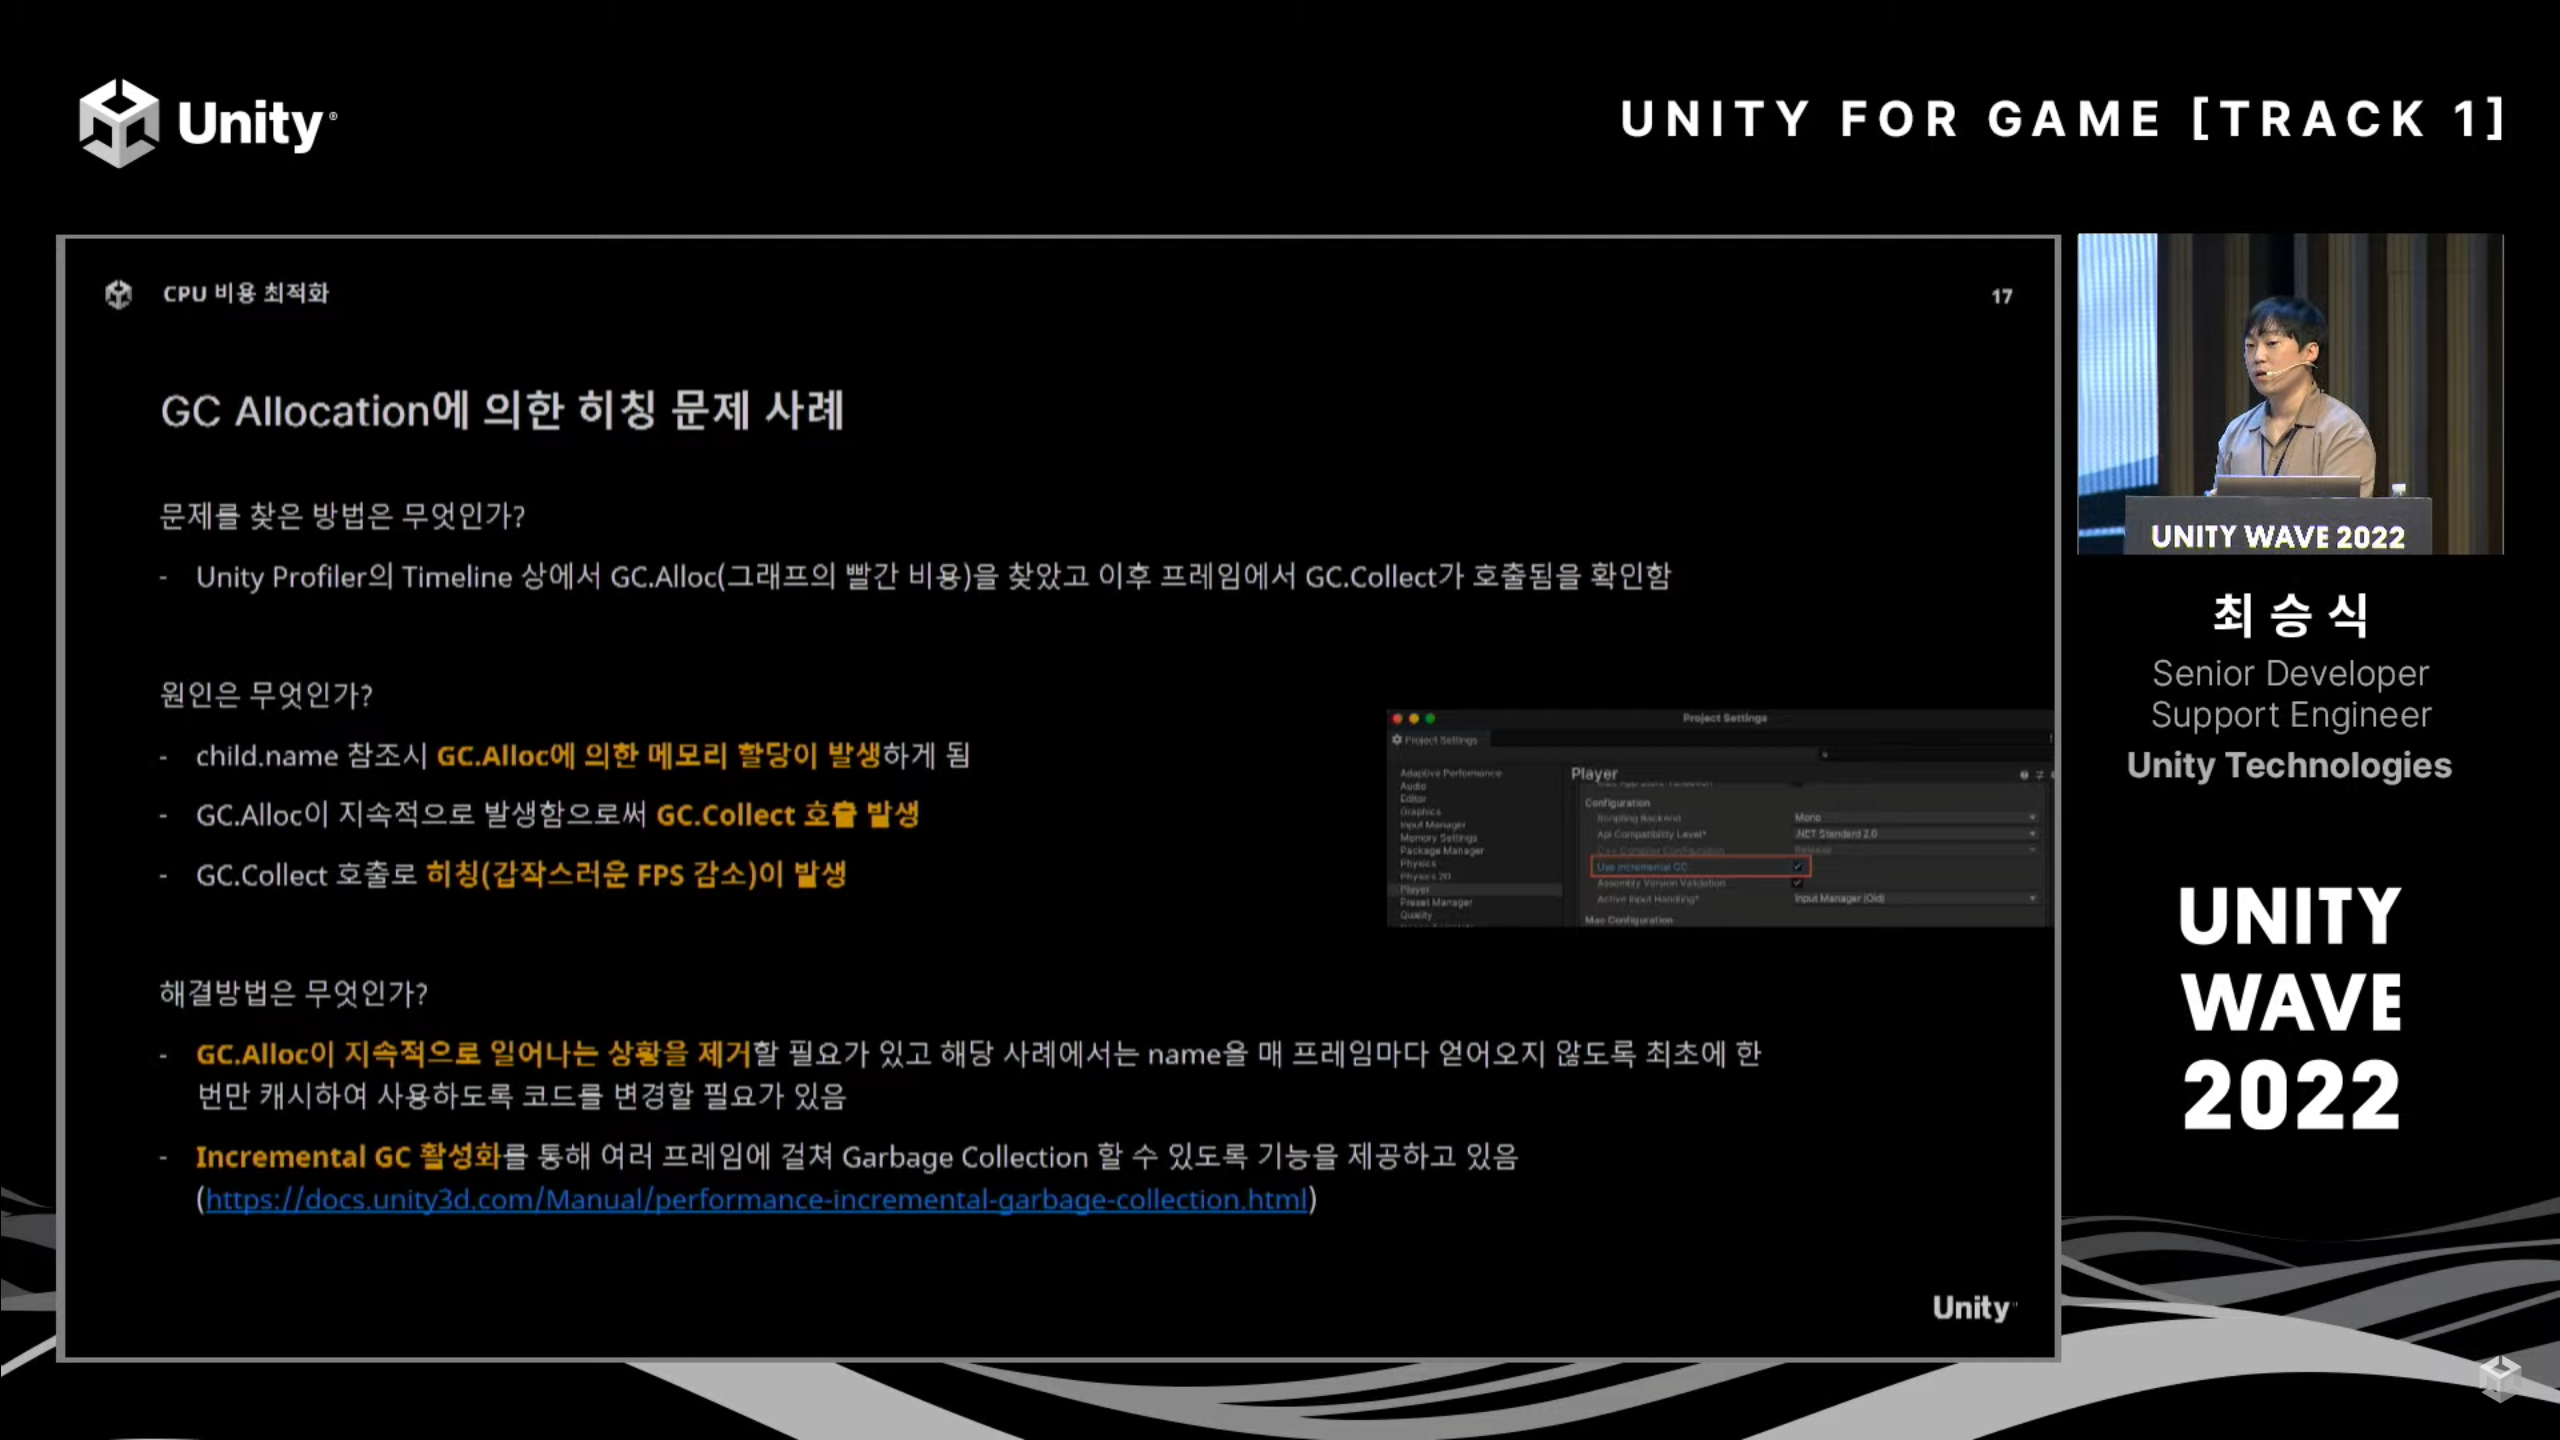 Unity®
UNITY FOR GAME [TRACK 1]
CPU 비용 최적화
17
GC Allocation에 의한 히칭 문제 사례
문제를 찾은 방법은 무엇인가?
- Unity Profiler의 Timeline 상에서 GC.Alloc(그래프의 빨간 비용)을 찾았고 이후 프레임에서 GC.Collect가 호출됨을 확인함
원인은 무엇인가?
- child.name 참조시 GC.Alloc에 의한 메모리 할당이 발생하게 됨
- GC.Alloc이 지속적으로 발생함으로써 GC.Collect 호출 발생
- GC.Collect 호출로 히칭(갑작스러운 FPS 감소)이 발생
Project Settings
Project Settings
Adaptive Performance
Audio
Editor
Graphics
Input Manager
Memory Settings
Package Manager
Physics
Physics 2D
Player
Preset Manager
Quality
Player
Configuration
Scripting Backend Mono
Api Compatibility Level* .NET Standard 2.0
C++ Compiler Configuration Release
Use incremental GC
Assembly Version Validation
Active Input Handling* Input Manager (Old)
Mac Configuration
해결방법은 무엇인가?
- GC.Alloc이 지속적으로 일어나는 상황을 제거할 필요가 있고 해당 사례에서는 name을 매 프레임마다 얻어오지 않도록 최초에 한
번만 캐시하여 사용하도록 코드를 변경할 필요가 있음
- Incremental GC 활성화를 통해 여러 프레임에 걸쳐 Garbage Collection 할 수 있도록 기능을 제공하고 있음
(https://docs.unity3d.com/Manual/performance-incremental-garbage-collection.html)
Unity
UNITY WAVE 2022
최승식
Senior Developer
Support Engineer
Unity Technologies
UNITY
WAVE
2022